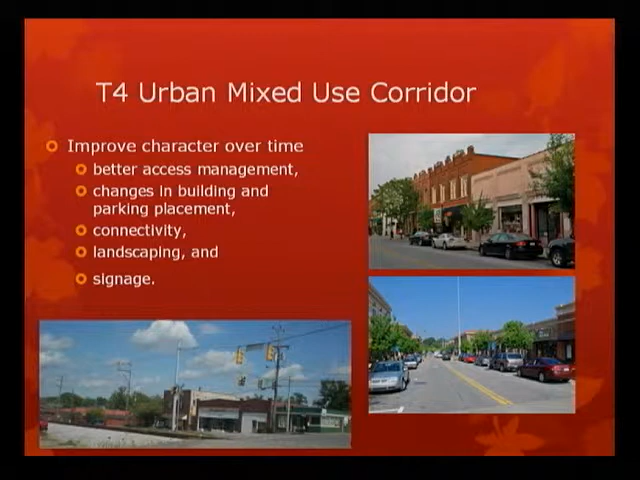 T4 Urban Mixed Use Corridor
Improve character over time
better access management,
changes in building and
parking placement,
connectivity,
landscaping, and
signage.